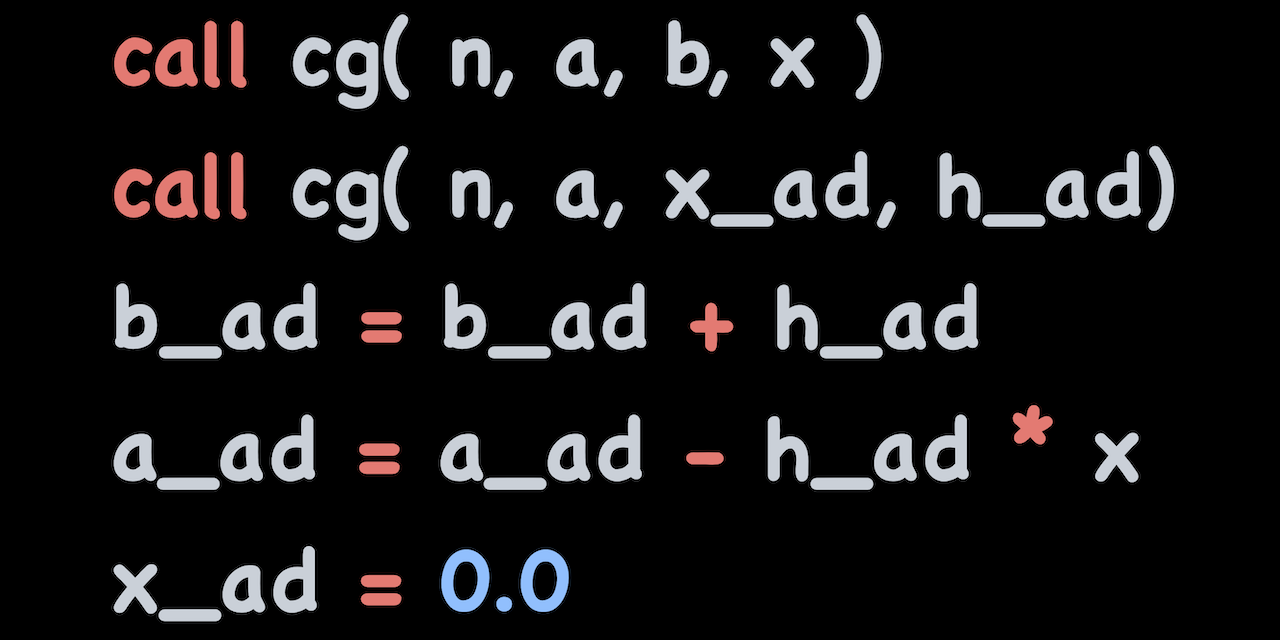 call cg( n, a, b, x )
call cg( n, a, x_ad, h_ad)
b_ad = b_ad + h_ad
a_ad = a_ad - h_ad * x
x_ad = 0.0